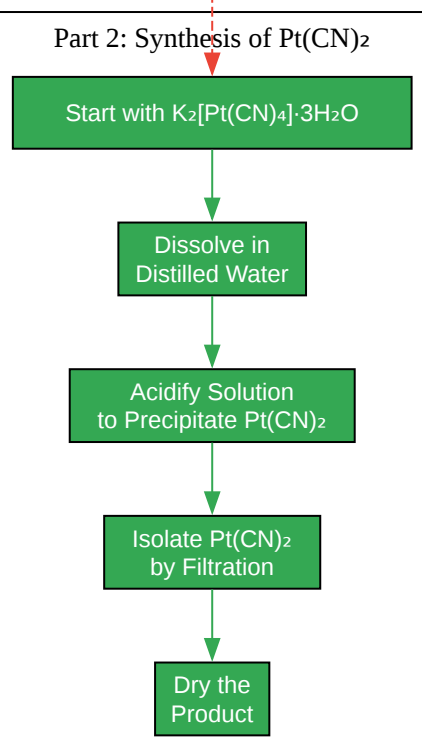 Part 2: Synthesis of Pt(CN)₂
Start with K₂[Pt(CN)₄]·3H₂O
Dissolve in
Distilled Water
Acidify Solution
to Precipitate Pt(CN)₂
Isolate Pt(CN)₂
by Filtration
Dry the
Product